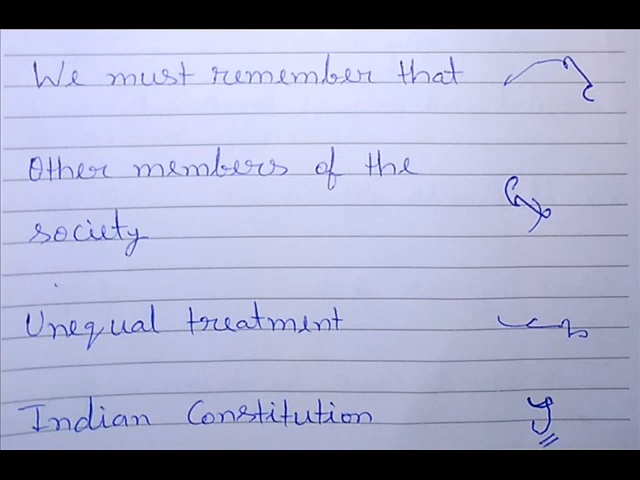 We must remember that
Other members of the
society
Unequal treatment
Indian Constitution